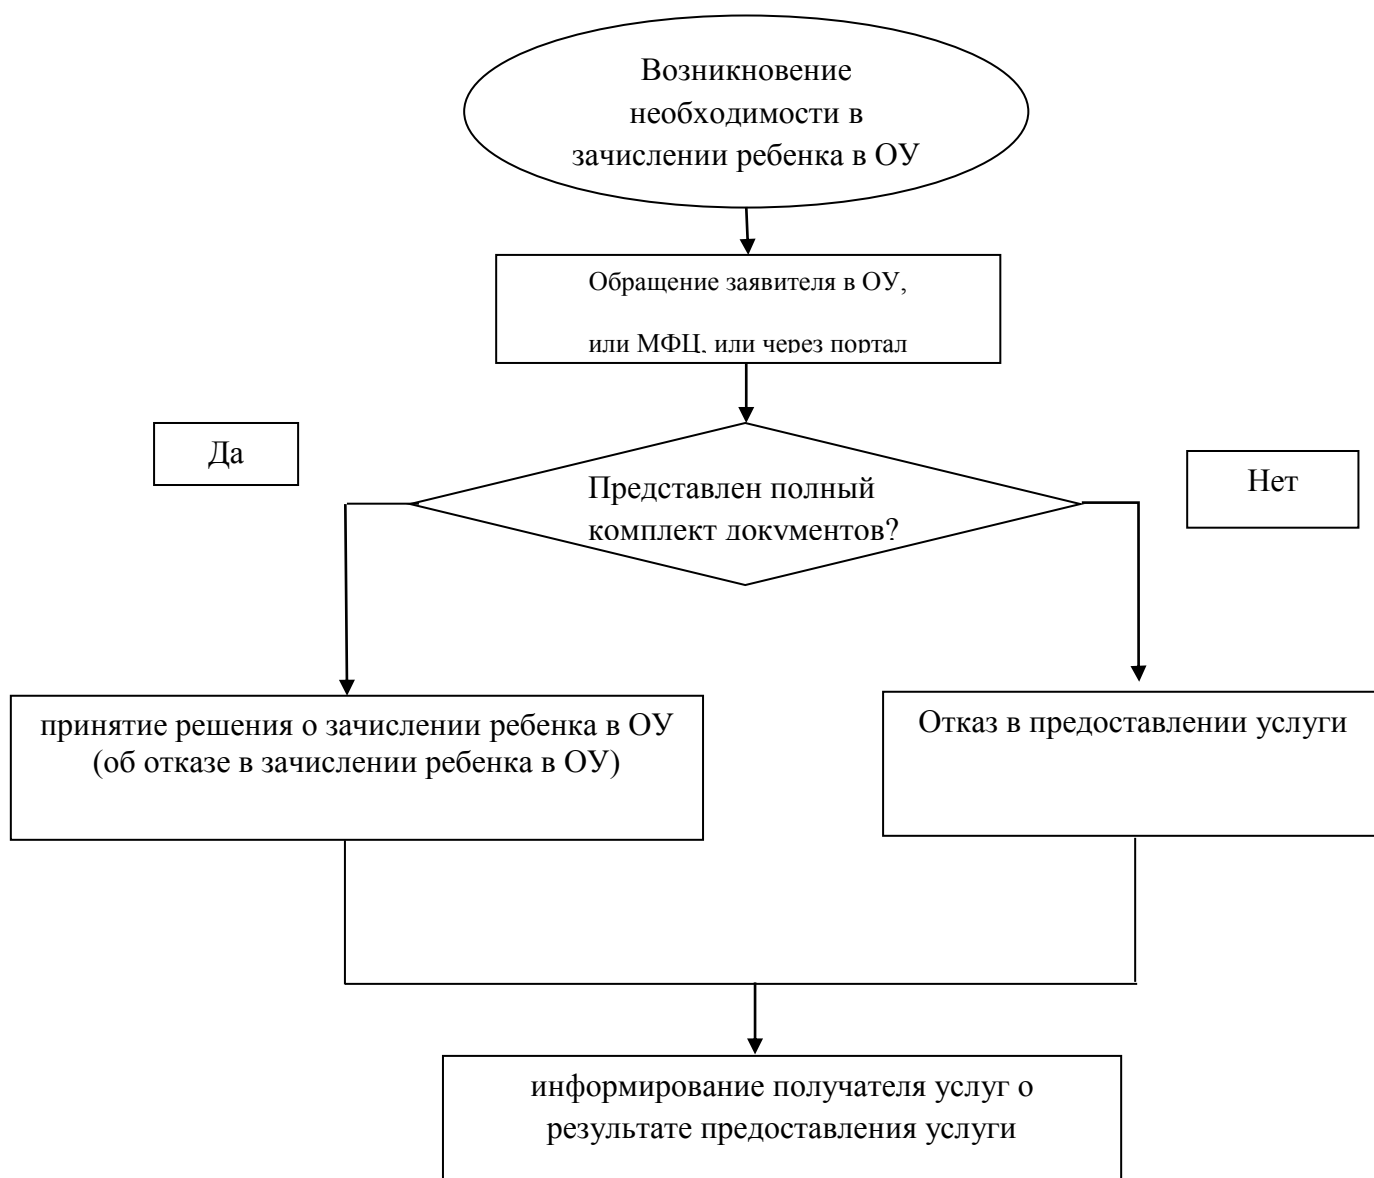 Возникновение
необходимости в
зачислении ребенка в ОУ
Обращение заявителя в ОУ,
или МФЦ, или через портал
Да
Нет
Представлен полный
комплект документов?
принятие решения о зачислении ребенка в ОУ
(об отказе в зачислении ребенка в ОУ)
Отказ в предоставлении услуги
информирование получателя услуг о
результате предоставления услуги